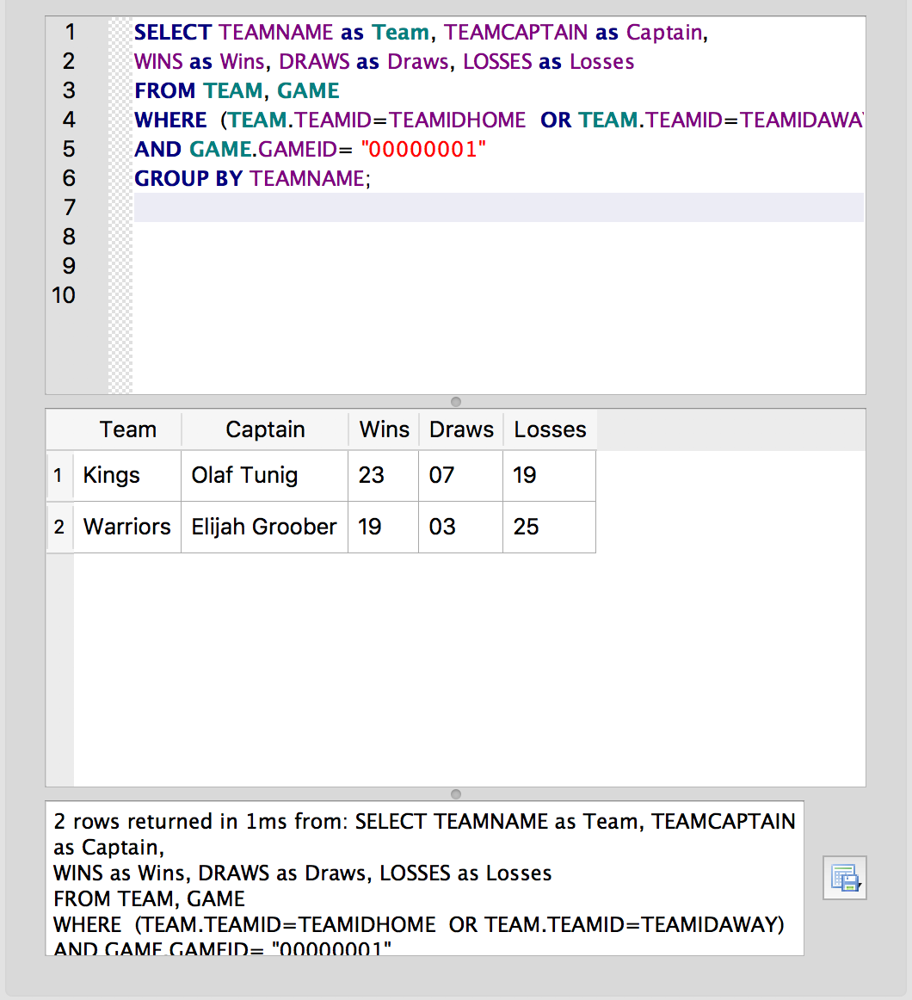 1 SELECT TEAMNAME as Team, TEAMCAPTAIN as Captain,
2 WINS as Wins, DRAWS as Draws, LOSSES as Losses
3 FROM TEAM, GAME
4 WHERE  (TEAM.TEAMID=TEAMIDHOME  OR TEAM.TEAMID=TEAMIDAWAY
5 AND GAME.GAMEID= "00000001"
6 GROUP BY TEAMNAME;
7
8
9
10
Team Captain Wins Draws Losses
1 Kings Olaf Tunig 23 07 19
2 Warriors Elijah Groober 19 03 25
2 rows returned in 1ms from: SELECT TEAMNAME as Team, TEAMCAPTAIN
as Captain,
WINS as Wins, DRAWS as Draws, LOSSES as Losses
FROM TEAM, GAME
WHERE  (TEAM.TEAMID=TEAMIDHOME  OR TEAM.TEAMID=TEAMIDAWAY)
AND GAME.GAMEID= "00000001"